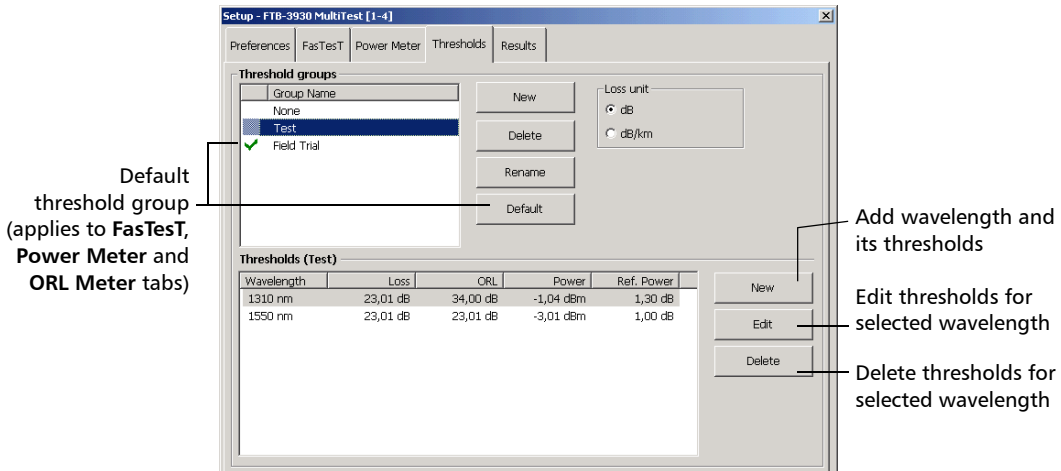 Setup - FTB-3930 MultiTest [1-4]
Preferences FasTesT Power Meter Thresholds Results
Threshold groups
Group Name
None
Test
Field Trial
New
Delete
Rename
Default
Loss unit
dB
dB/km
Default
threshold group
(applies to FasTesT,
Power Meter and
ORL Meter tabs)
Thresholds (Test)
Wavelength Loss ORL Power Ref. Power
1310 nm 23,01 dB 34,00 dB -1,04 dBm 1,30 dB
1550 nm 23,01 dB 23,01 dB -3,01 dBm 1,00 dB
New
Edit
Delete
Add wavelength and
its thresholds
Edit thresholds for
selected wavelength
Delete thresholds for
selected wavelength